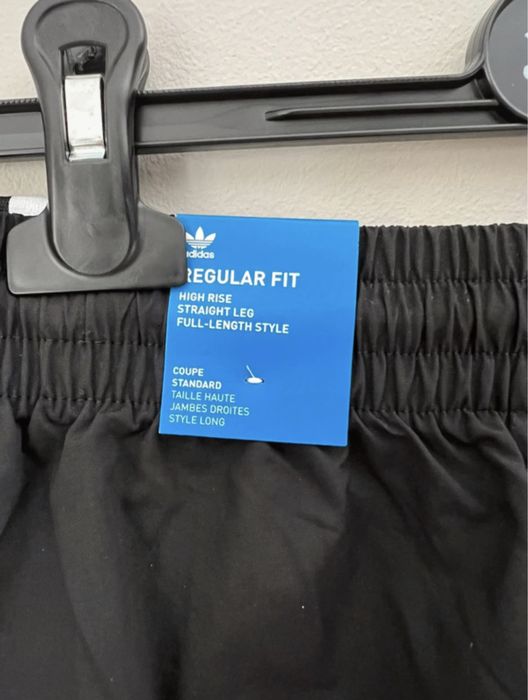 adidas
REGULAR FIT
HIGH RISE
STRAIGHT LEG
FULL-LENGTH STYLE
COUPE
STANDARD
TAILLE HAUTE
JAMBES DROITES
STYLE LONG